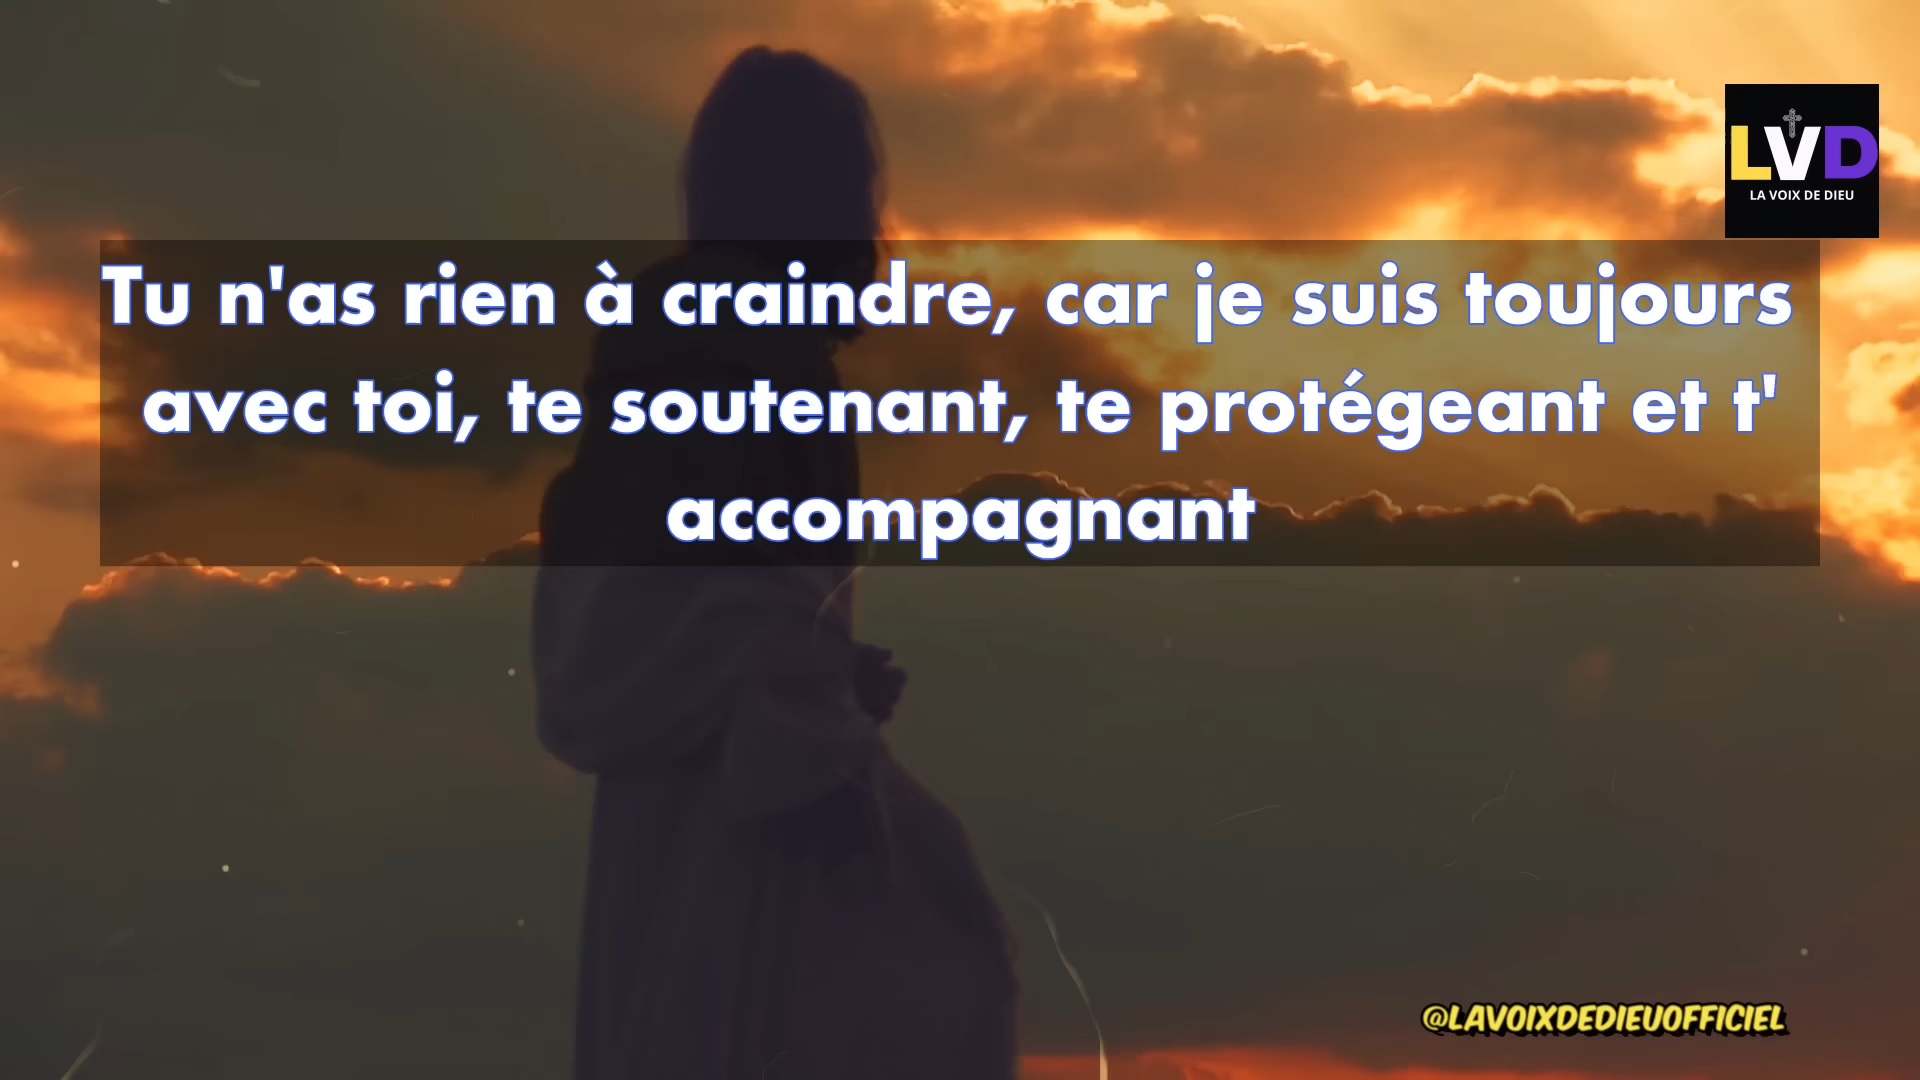 LVD
LA VOIX DE DIEU
Tu n'as rien à craindre, car je suis toujours
avec toi, te soutenant, te protégeant et t'
accompagnant
@LAVOIXDEDIEUOFFICIEL